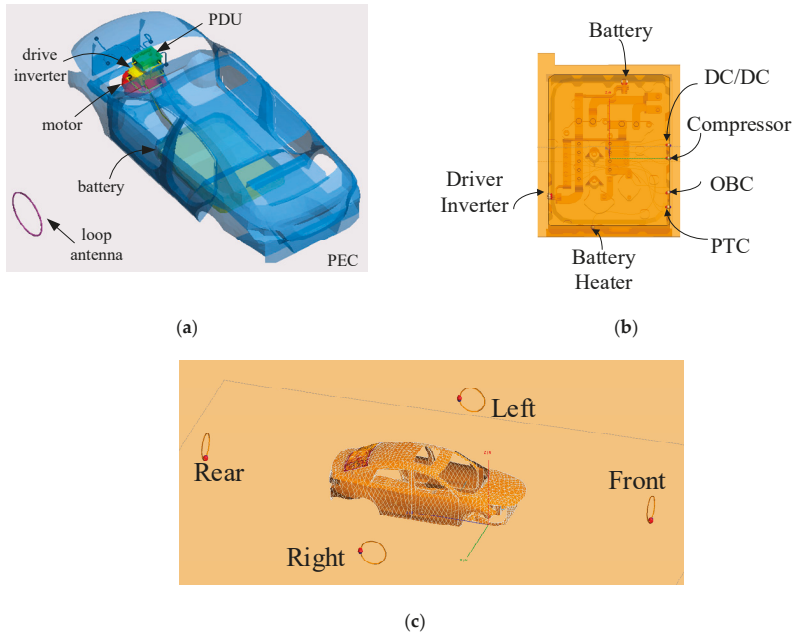 PDU
drive
inverter
motor
battery
loop
antenna
PEC
(a)
Battery
DC/DC
Compressor
Driver
Inverter
OBC
PTC
Battery
Heater
(b)
Left
Rear
Front
Right
(c)